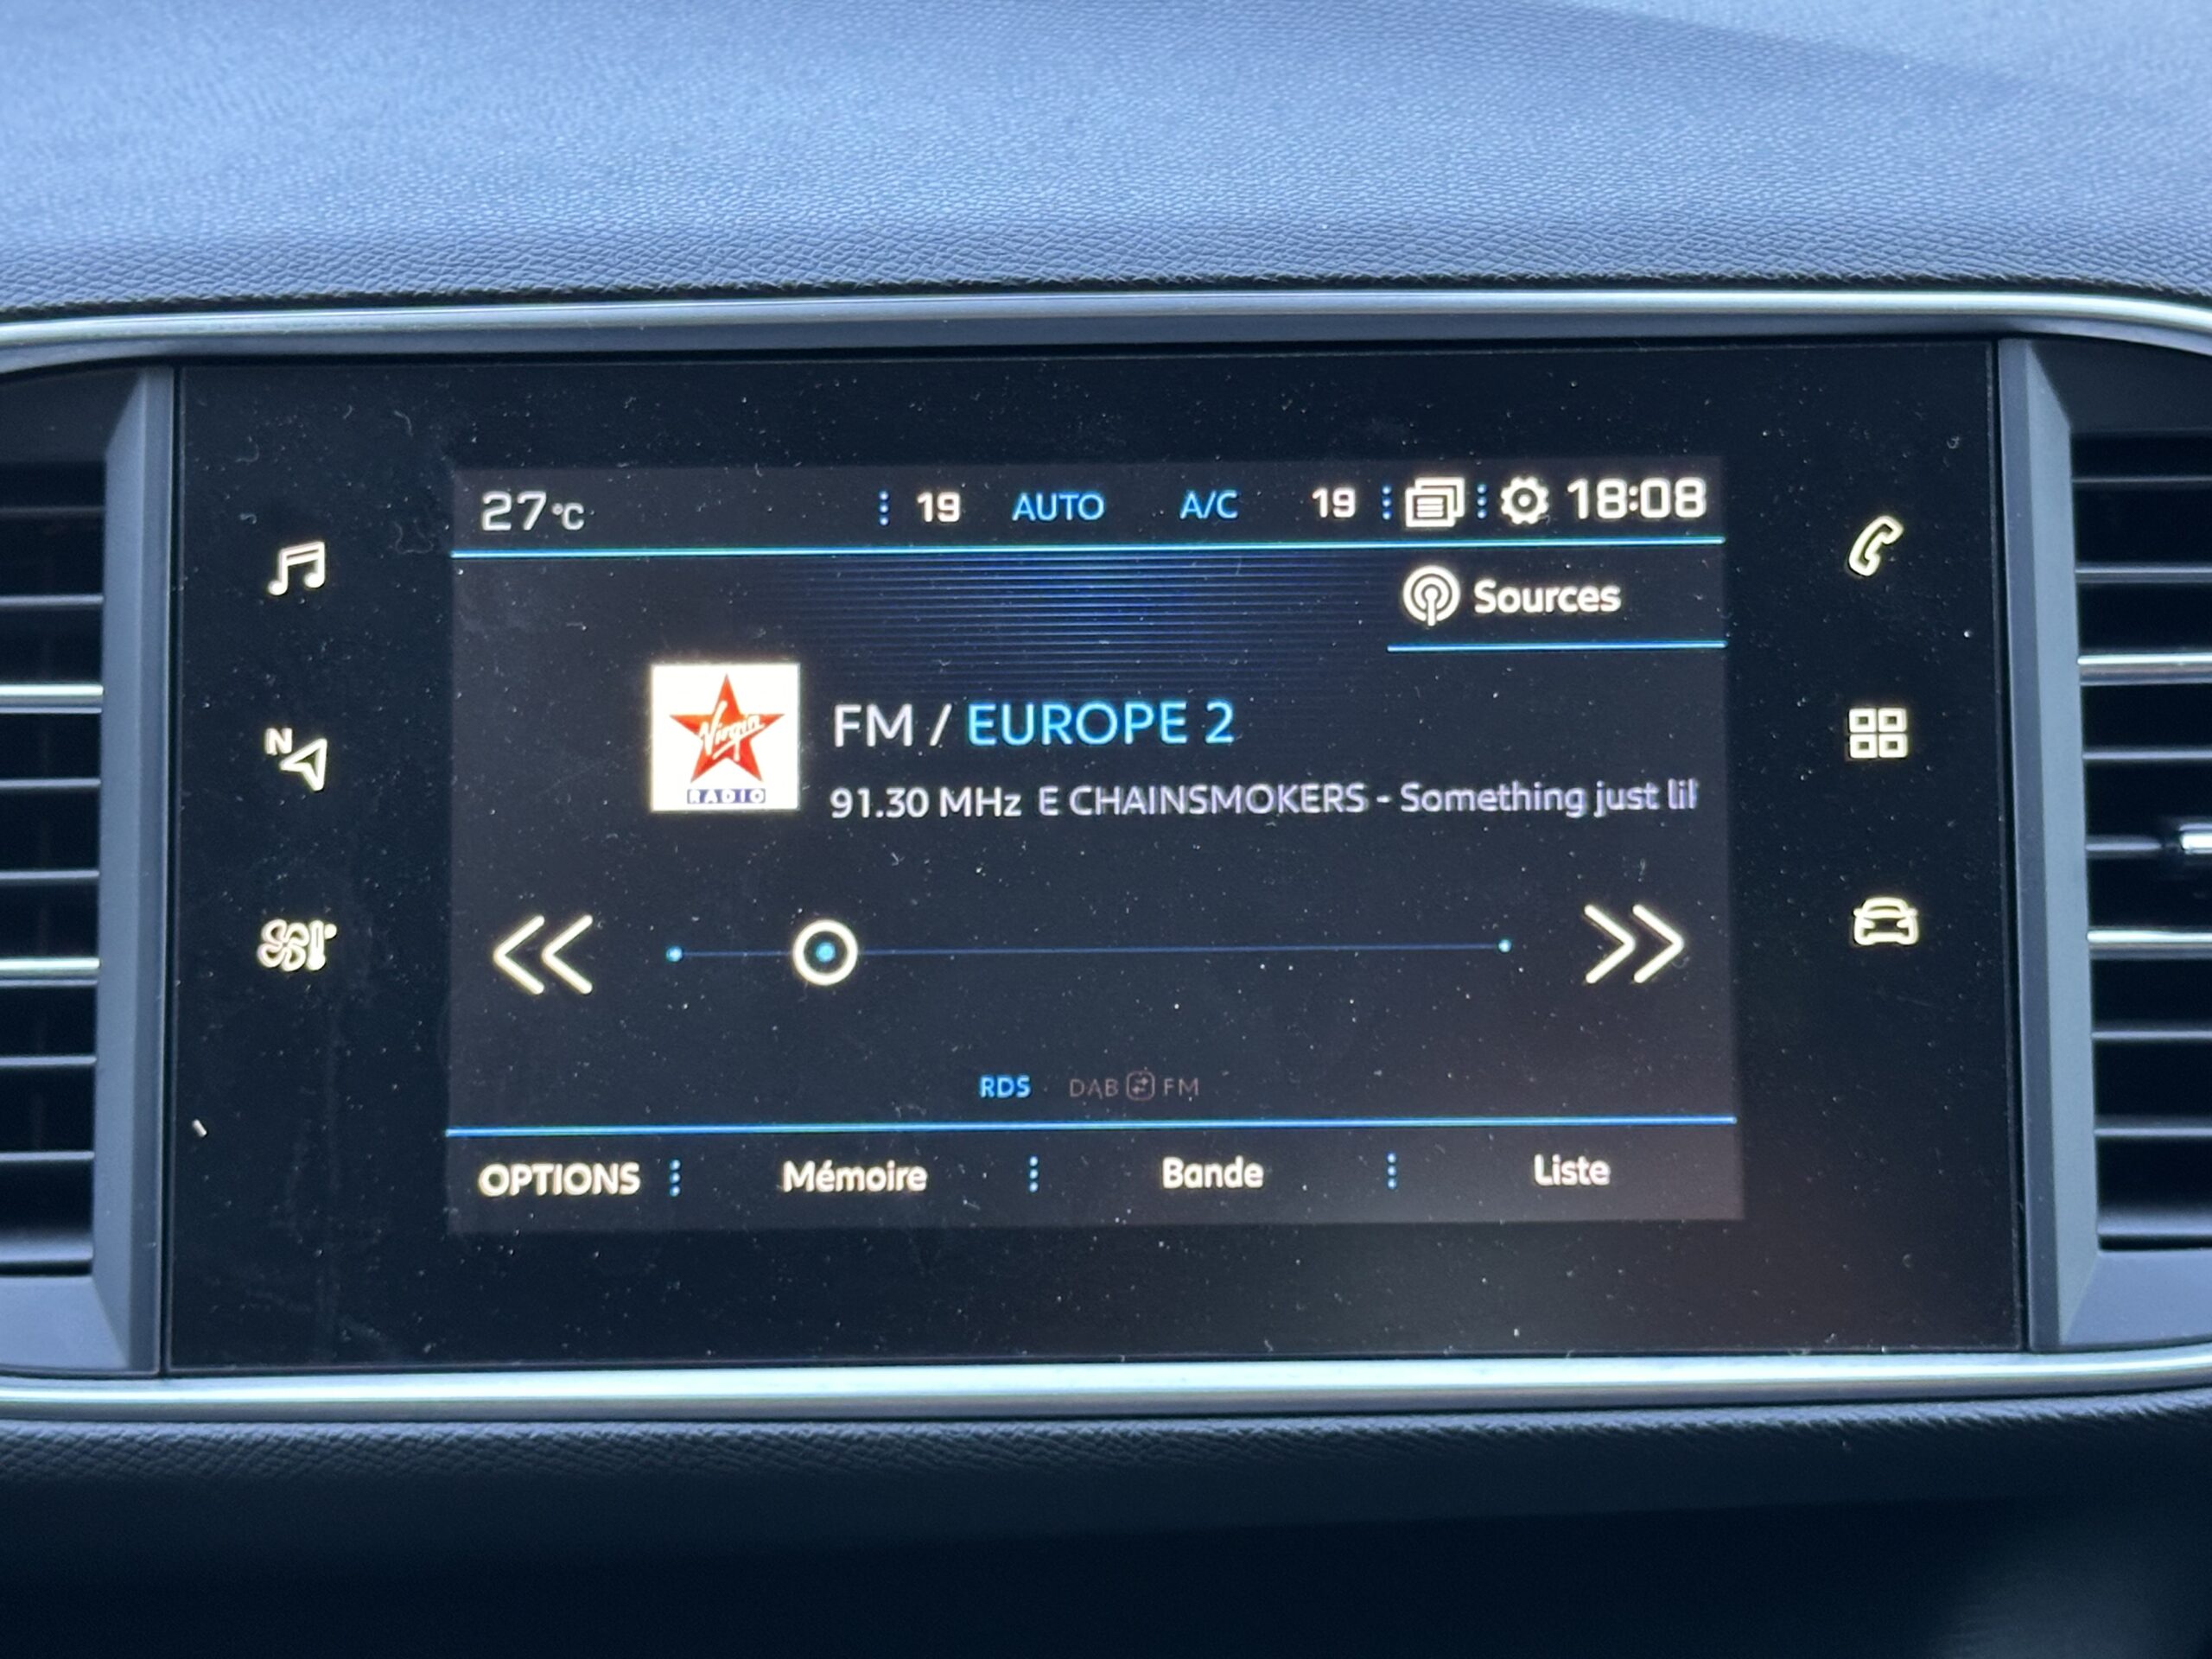 27°C 19 AUTO A/C 19 18:08
Sources
N
Virgin
RADIO
FM / EUROPE 2
91.30 MHz E CHAINSMOKERS - Something just lil
RDS DAB FM
OPTIONS Mémoire Bande Liste